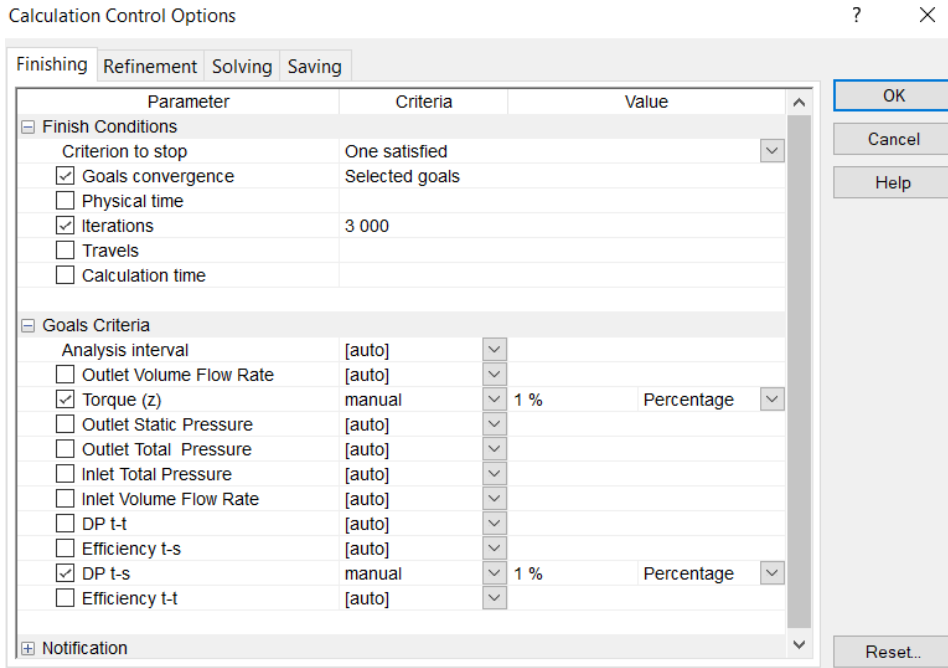 Calculation Control Options ?
Finishing Refinement Solving Saving
Parameter Criteria Value
OK
Finish Conditions
Criterion to stop One satisfied
Cancel
Goals convergence Selected goals
Help
Physical time
Iterations 3 000
Travels
Calculation time
Goals Criteria
Analysis interval [auto]
Outlet Volume Flow Rate [auto]
Torque (z) manual 1 % Percentage
Outlet Static Pressure [auto]
Outlet Total Pressure [auto]
Inlet Total Pressure [auto]
Inlet Volume Flow Rate [auto]
DP t-t [auto]
Efficiency t-s [auto]
DP t-s manual 1 % Percentage
Efficiency t-t [auto]
Notification
Reset...